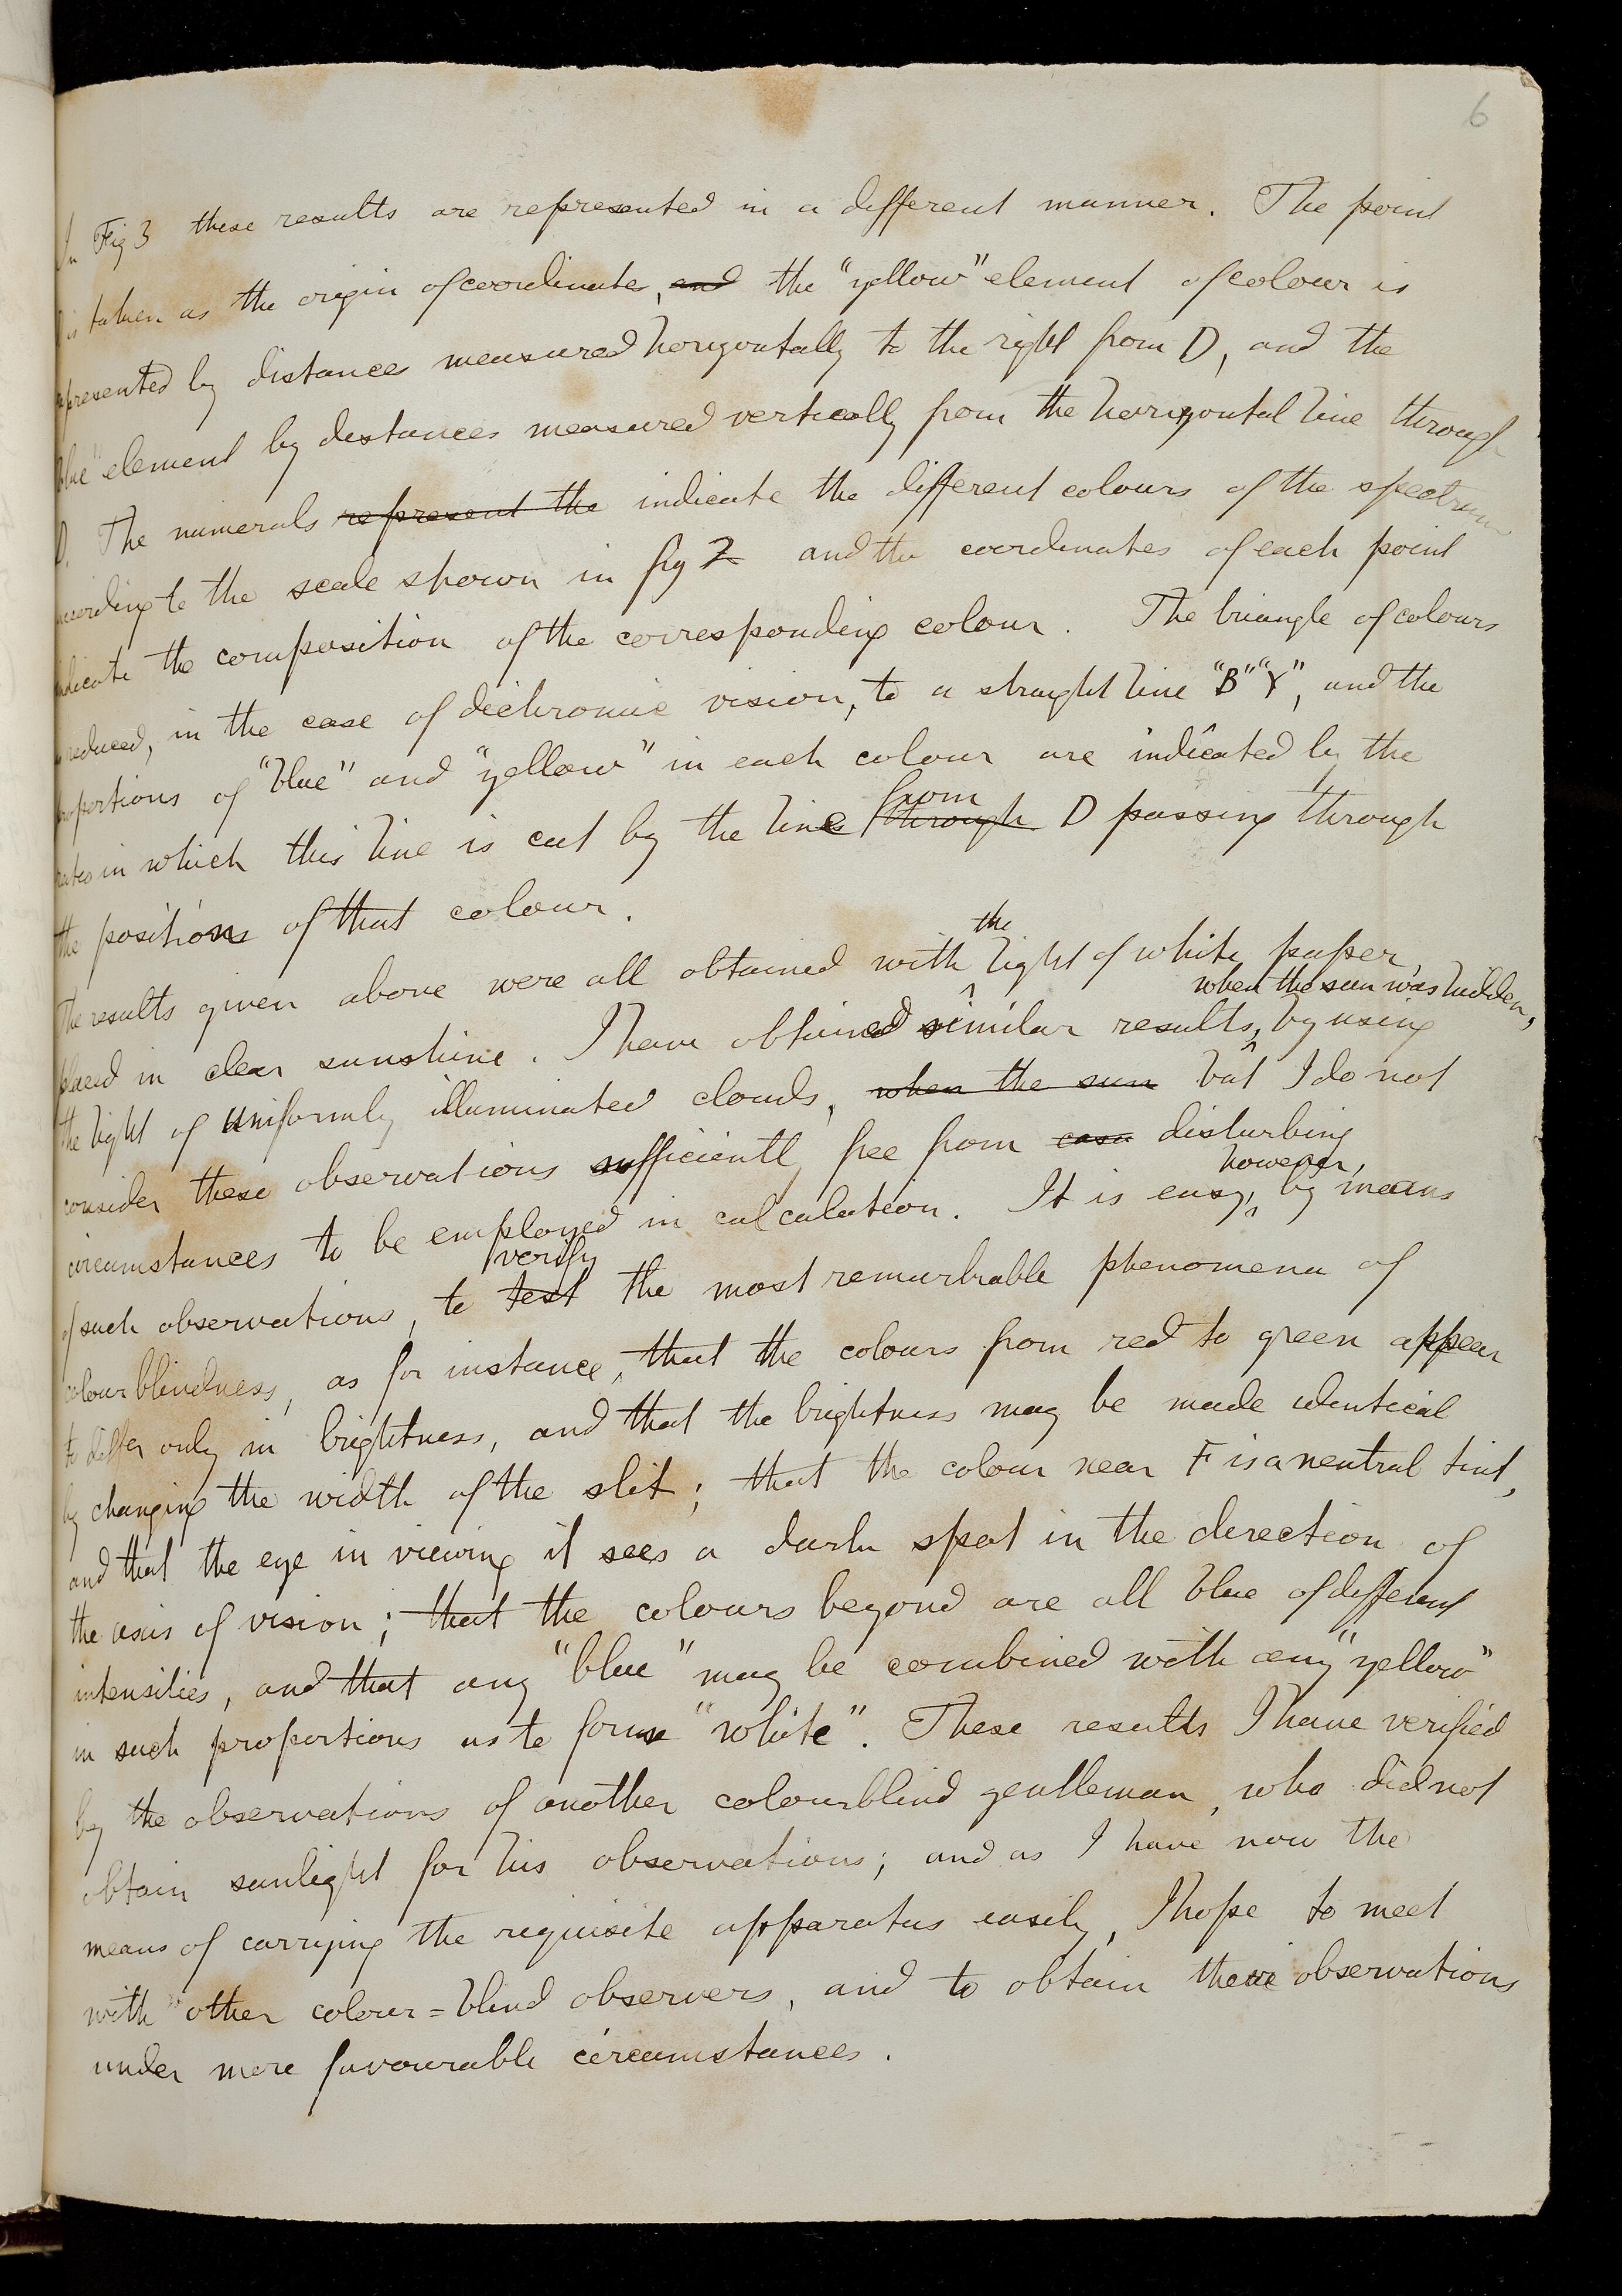 6
In Fig 3 these results are represented in a different manner. The point
D is taken as the origin of coordinates, and the "yellow" element of colour is
represented by distances measured horizontally to the right from D, and the
"blue" element by distances measured vertically from the horizontal line through
D. The numerals represent the indicate the different colours of the spectrum
according to the scale shown in fig 2 and the coordinates of each point
indicate the composition of the corresponding colour. The triangle of colours
is reduced, in the case of dichromic vision, to a straight line "B" "Y", and the
proportions of "blue" and "yellow" in each colour are indicated by the
from
ratios in which this line is cut by the line through D passing through
the positions of that colour.
the
The results given above were all obtained with light of white paper,
when the sun was hidden,
placed in clear sunshine. I have obtained similar results, by using
the light of uniformly illuminated clouds, when the sun but I do not
consider these observations sufficiently free from disturbing
however,
circumstances to be employed in calculation. It is easy, by means
verify
of such observations, to test the most remarkable phenomena of
colour blindness, as for instance, that the colours from red to green appear
to differ only in brightness, and that the brightness may be made identical
by changing the width of the slit; that the colour near F is a neutral tint,
and that the eye in viewing it sees a dark spot in the direction of
the axis of vision; that the colours beyond are all blue of different
intensities, and that any "blue" may be combined with any "yellow"
in such proportions as to form "white". These results I have verified
by the observations of another colourblind gentleman, who did not
obtain sunlight for his observations; and as I have now the
means of carrying the requisite apparatus easily, I hope to meet
with other colour=blind observers, and to obtain their observations
under more favourable circumstances.